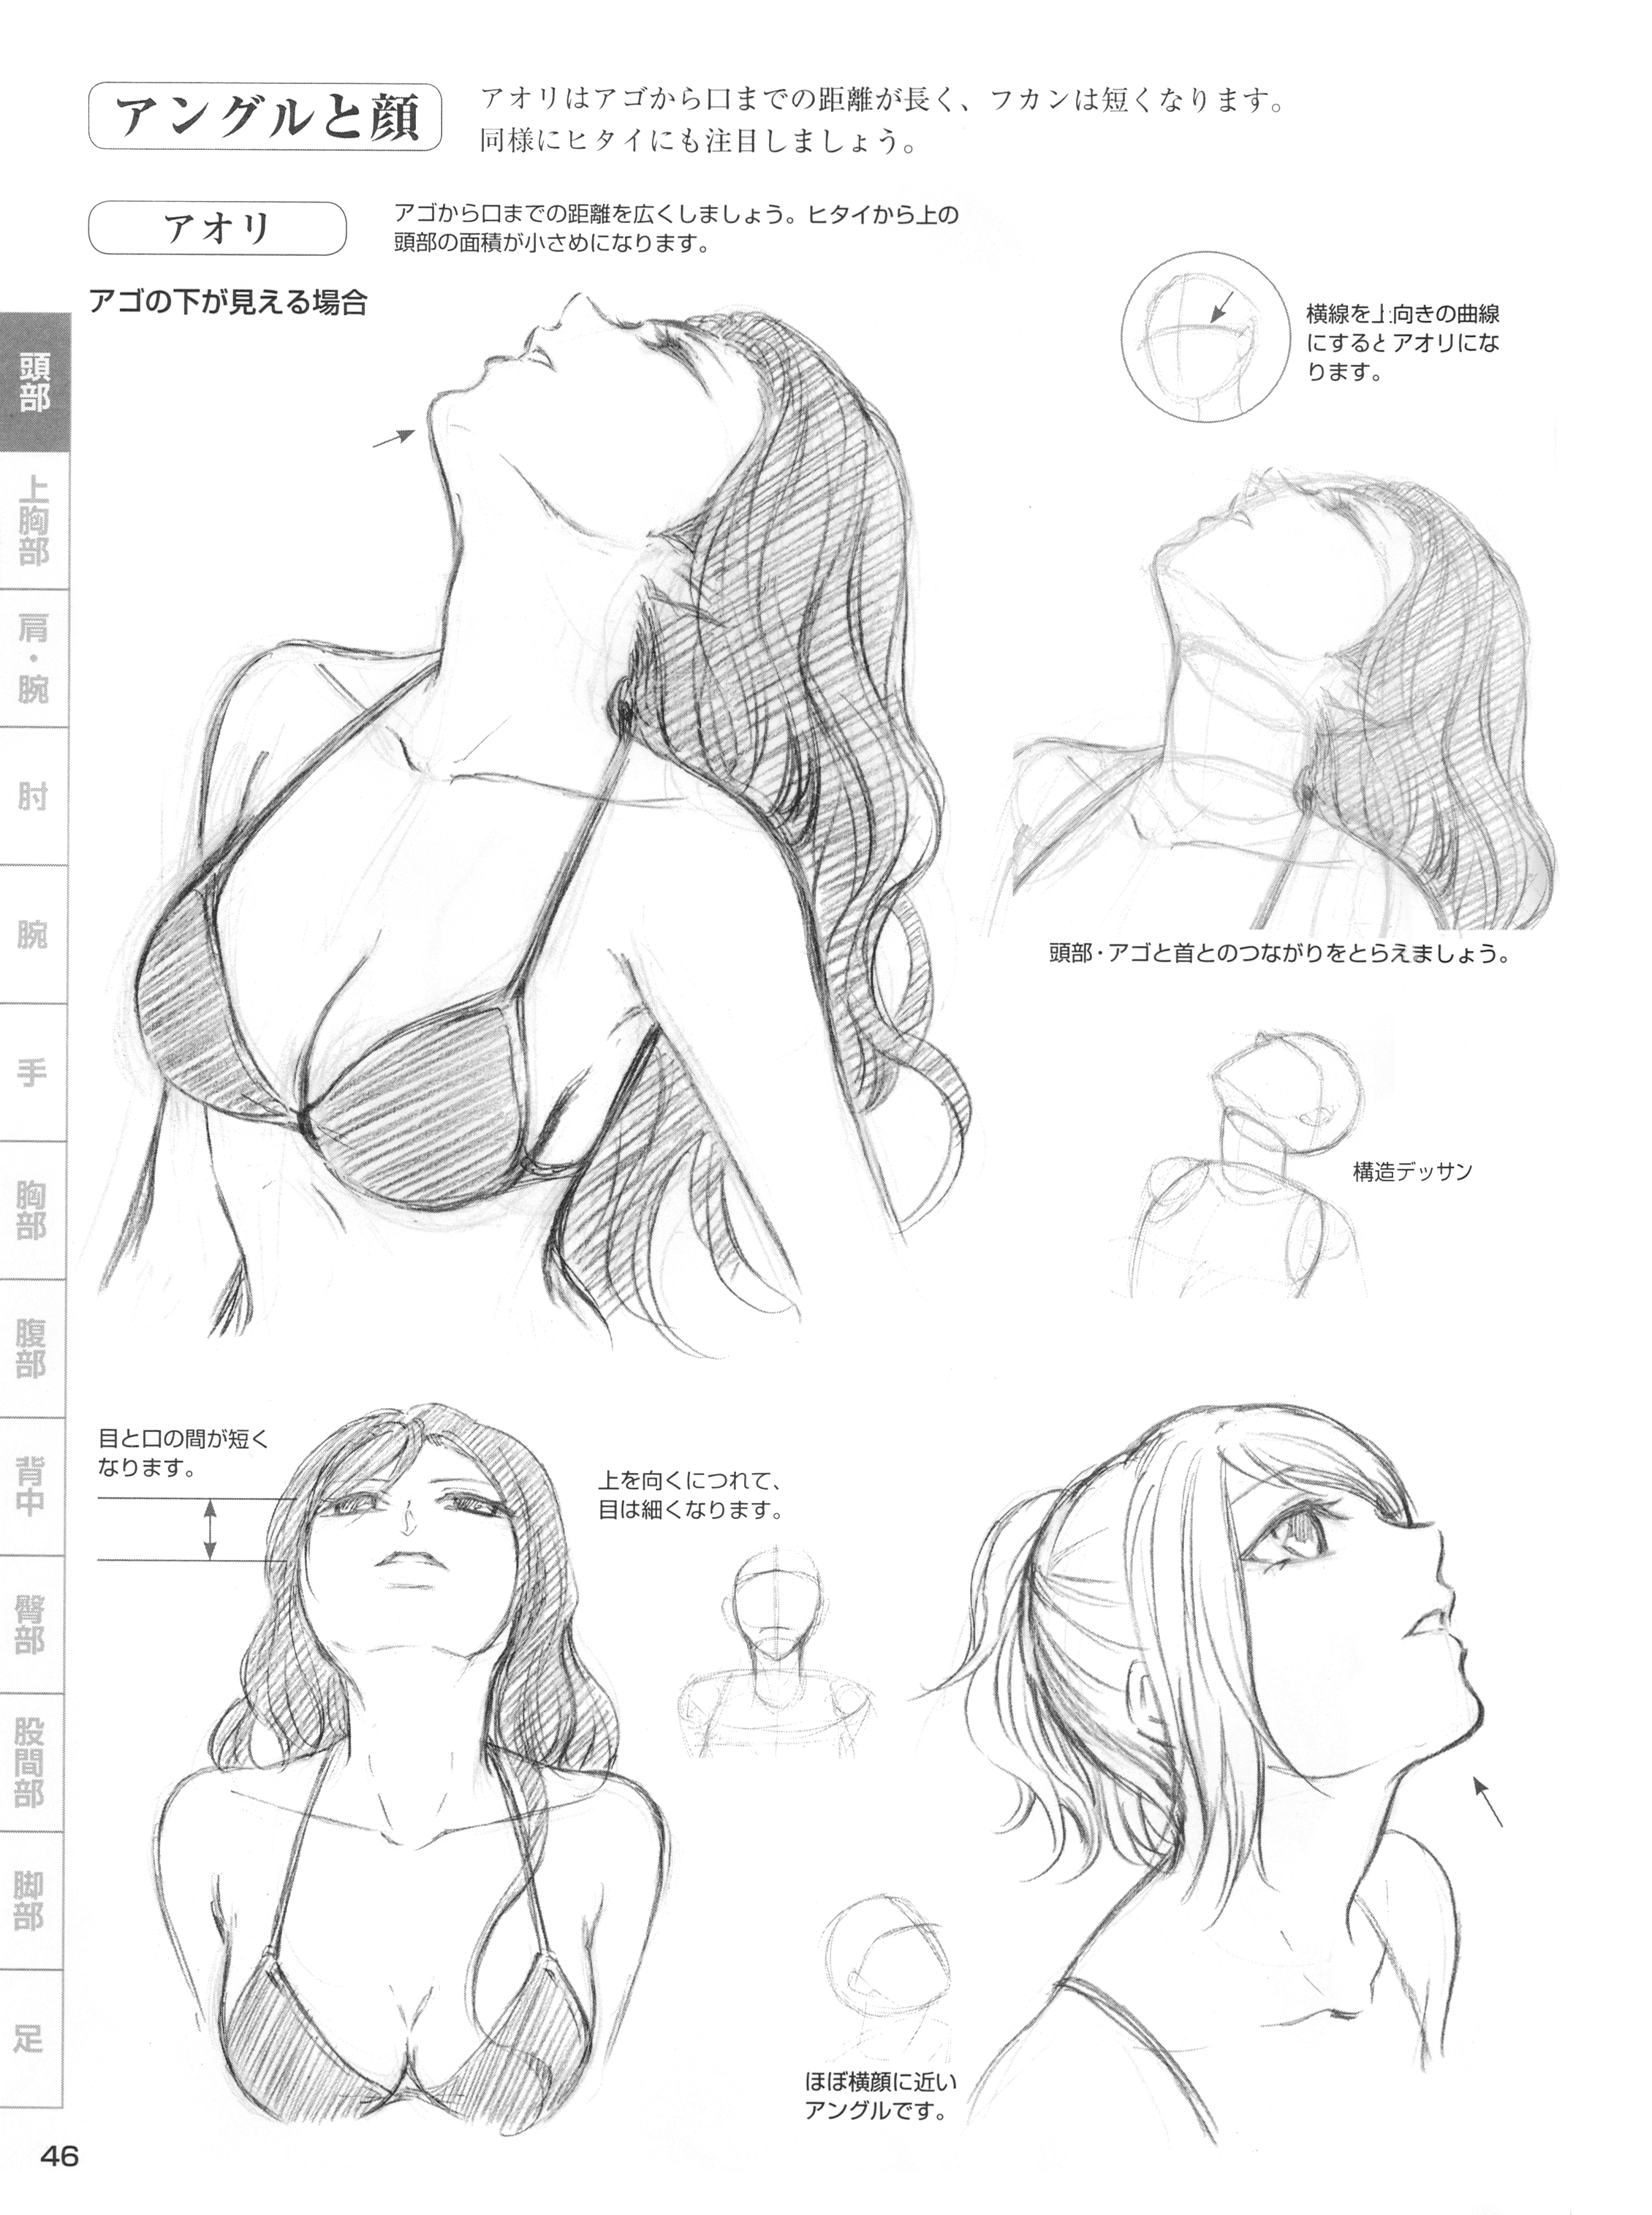 アングルと顔
アオリはアゴから口までの距離が長く、フカンは短くなります。
同様にヒタイにも注目しましょう。
アオリ
アゴから口までの距離を広くしましょう。ヒタイから上の
頭部の面積が小さめになります。
アゴの下が見える場合
横線を上向きの曲線
にするとアオリにな
ります。
頭部・アゴと首とのつながりをとらえましょう。
構造デッサン
目と口の間が短く
なります。
上を向くにつれて、
目は細くなります。
ほぼ横顔に近い
アングルです。
頭部
上胸部
肩・腕
肘
腕
手
胸部
腹部
背中
臀部
股間部
脚部
足
46